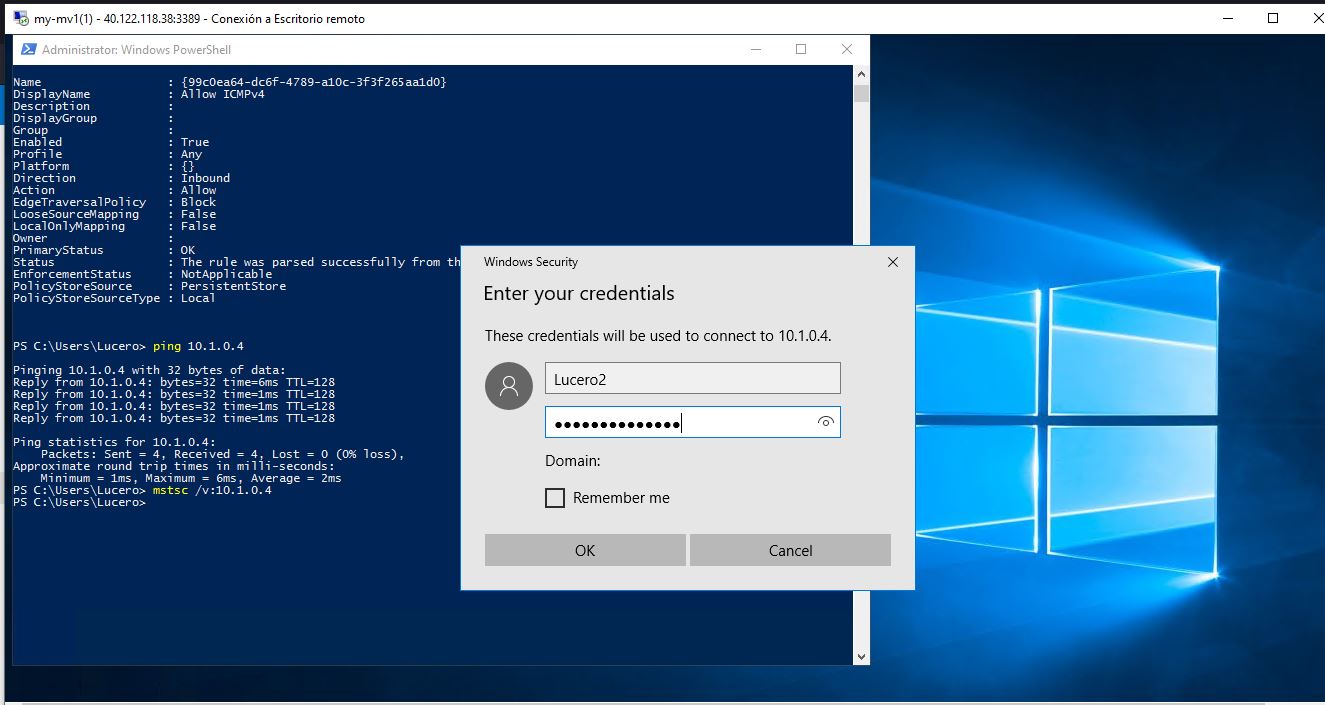 my-mv1(1) - 40.122.118.38:3389 - Conexión a Escritorio remoto
Administrator: Windows PowerShell
Name : {99c0ea64-dc6f-4789-a10c-3f3f265aa1d0}
DisplayName : Allow ICMPv4
Description :
DisplayGroup :
Group :
Enabled : True
Profile : Any
Platform : {}
Direction : Inbound
Action : Allow
EdgeTraversalPolicy : Block
LooseSourceMapping : False
LocalOnlyMapping : False
Owner :
PrimaryStatus : OK
Status : The rule was parsed successfully from th
EnforcementStatus : NotApplicable
PolicyStoreSource : PersistentStore
PolicyStoreSourceType : Local
PS C:\Users\Lucero> ping 10.1.0.4
Pinging 10.1.0.4 with 32 bytes of data:
Reply from 10.1.0.4: bytes=32 time=6ms TTL=128
Reply from 10.1.0.4: bytes=32 time=1ms TTL=128
Reply from 10.1.0.4: bytes=32 time=1ms TTL=128
Reply from 10.1.0.4: bytes=32 time=1ms TTL=128
Ping statistics for 10.1.0.4:
Packets: Sent = 4, Received = 4, Lost = 0 (0% loss),
Approximate round trip times in milli-seconds:
Minimum = 1ms, Maximum = 6ms, Average = 2ms
PS C:\Users\Lucero> mstsc /v:10.1.0.4
PS C:\Users\Lucero>
Windows Security
Enter your credentials
These credentials will be used to connect to 10.1.0.4.
Lucero2
●●●●●●●●●●●●●●
Domain:
Remember me
OK
Cancel